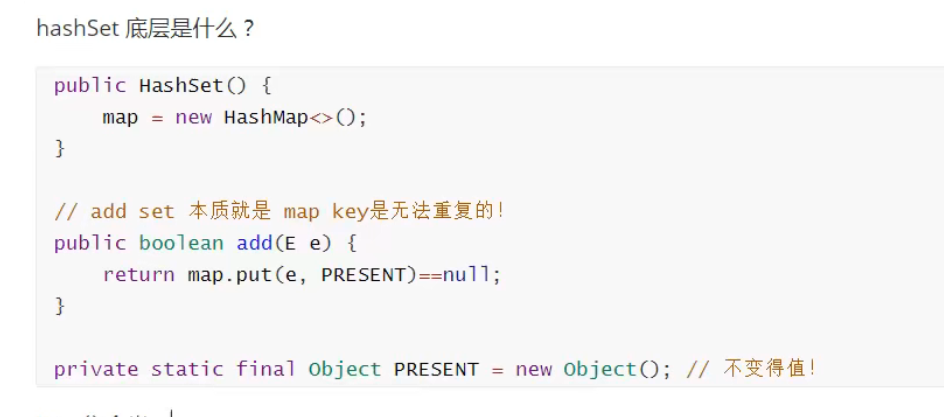 hashSet 底层是什么？
public HashSet() {
map = new HashMap<>();
}
// add set 本质就是 map key是无法重复的！
public boolean add(E e) {
return map.put(e, PRESENT)==null;
}
private static final Object PRESENT = new Object(); // 不变得值！